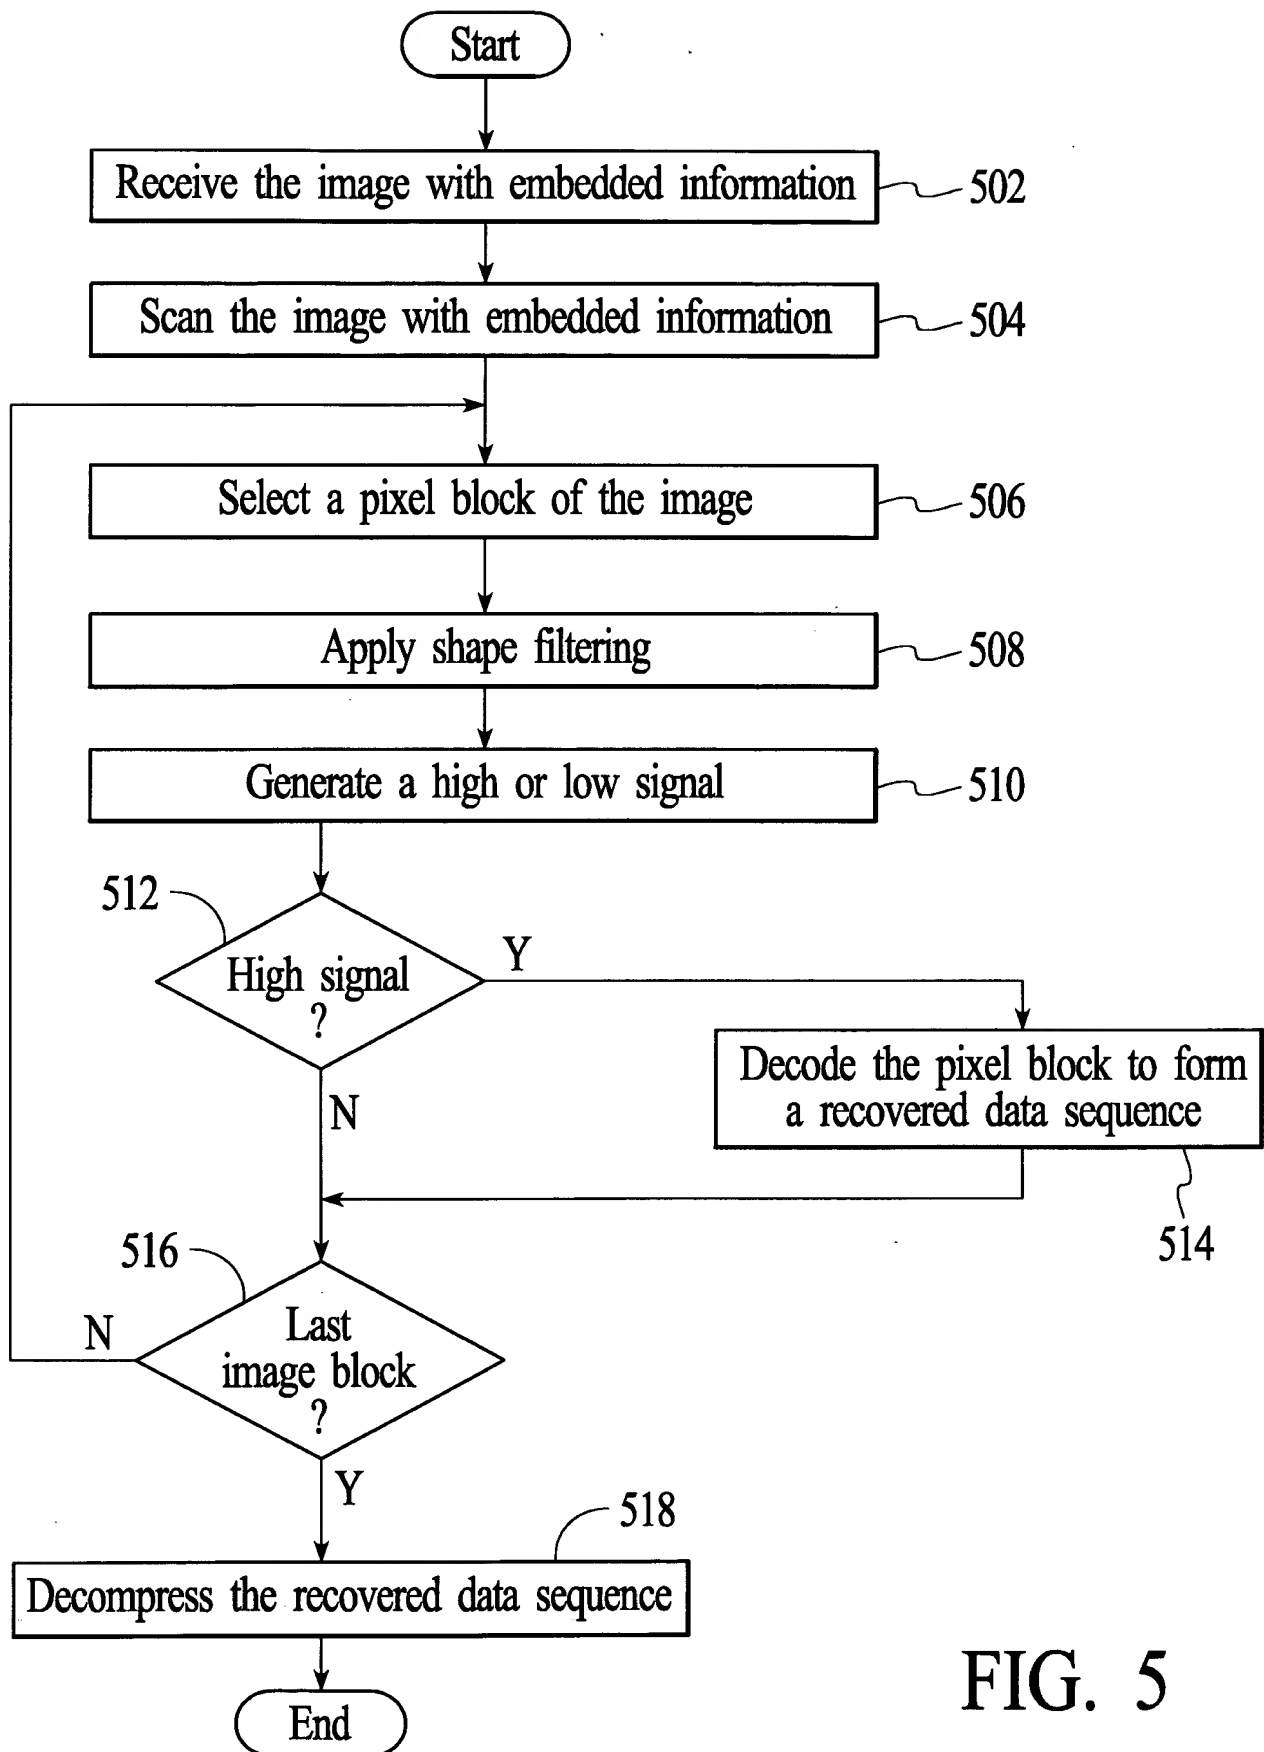 Start
Receive the image with embedded information
502
Scan the image with embedded information
504
Select a pixel block of the image
506
Apply shape filtering
508
Generate a high or low signal
510
512
High signal
?
Y
N
Decode the pixel block to form
a recovered data sequence
514
516
Last
image block
?
N
Y
518
Decompress the recovered data sequence
End
FIG. 5